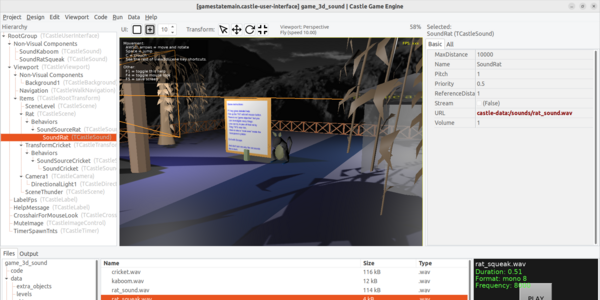 [gamestatemain.castle-user-interface] game_3d_sound | Castle Game Engine
Project Design Edit Viewport Code Run Data Window Help
Hierarchy
UI: 10 Transform: Viewport: Perspective 58%
Fly (speed 10.00)
RootGroup (TCastleUserInterface)
Non-Visual Components
SoundKaboom (TCastleSound)
SoundRatSqueak (TCastleSound)
Viewport (TCastleViewport)
Non-Visual Components
Background1 (TCastleBackground
Navigation (TCastleWalkNavigation)
Items (TCastleRootTransform)
SceneLevel (TCastleScene)
Rat (TCastleScene)
Behaviors
SoundSourceRat (TCastleSound
SoundRat (TCastleSound)
TransformCricket (TCastleTransform)
Behaviors
SoundSourceCricket (TCastle
SoundCricket (TCastleSound)
Camera1 (TCastleCamera)
DirectionalLight1 (TCastleDirec
SceneThunder (TCastleScene)
LabelFps (TCastleLabel)
HelpMessage (TCastleLabel)
CrosshairForMouseLook (TCastle
MuteImage (TCastleImageControl)
TimerSpawnTnts (TCastleTimer)
Movement:
Selected:
SoundRat (TCastleSound)
Basic All
MaxDistance 10000
Name SoundRat
Pitch 1
Priority 0.5
ReferenceDista 1
Stream (False)
URL castle-data:/sounds/rat_sound.wav
Volume 1
Files Output
game_3d_sound
code
data
extra_objects
levels
Name Size Type
cricket.wav 116 kB .wav
kaboom.wav 12 kB .wav
rat_sound.wav 114 kB .wav
rat_squeak.wav 4 kB .wav
rat_squeak.wav
Duration: 0.51
Format: mono 8
PLAY